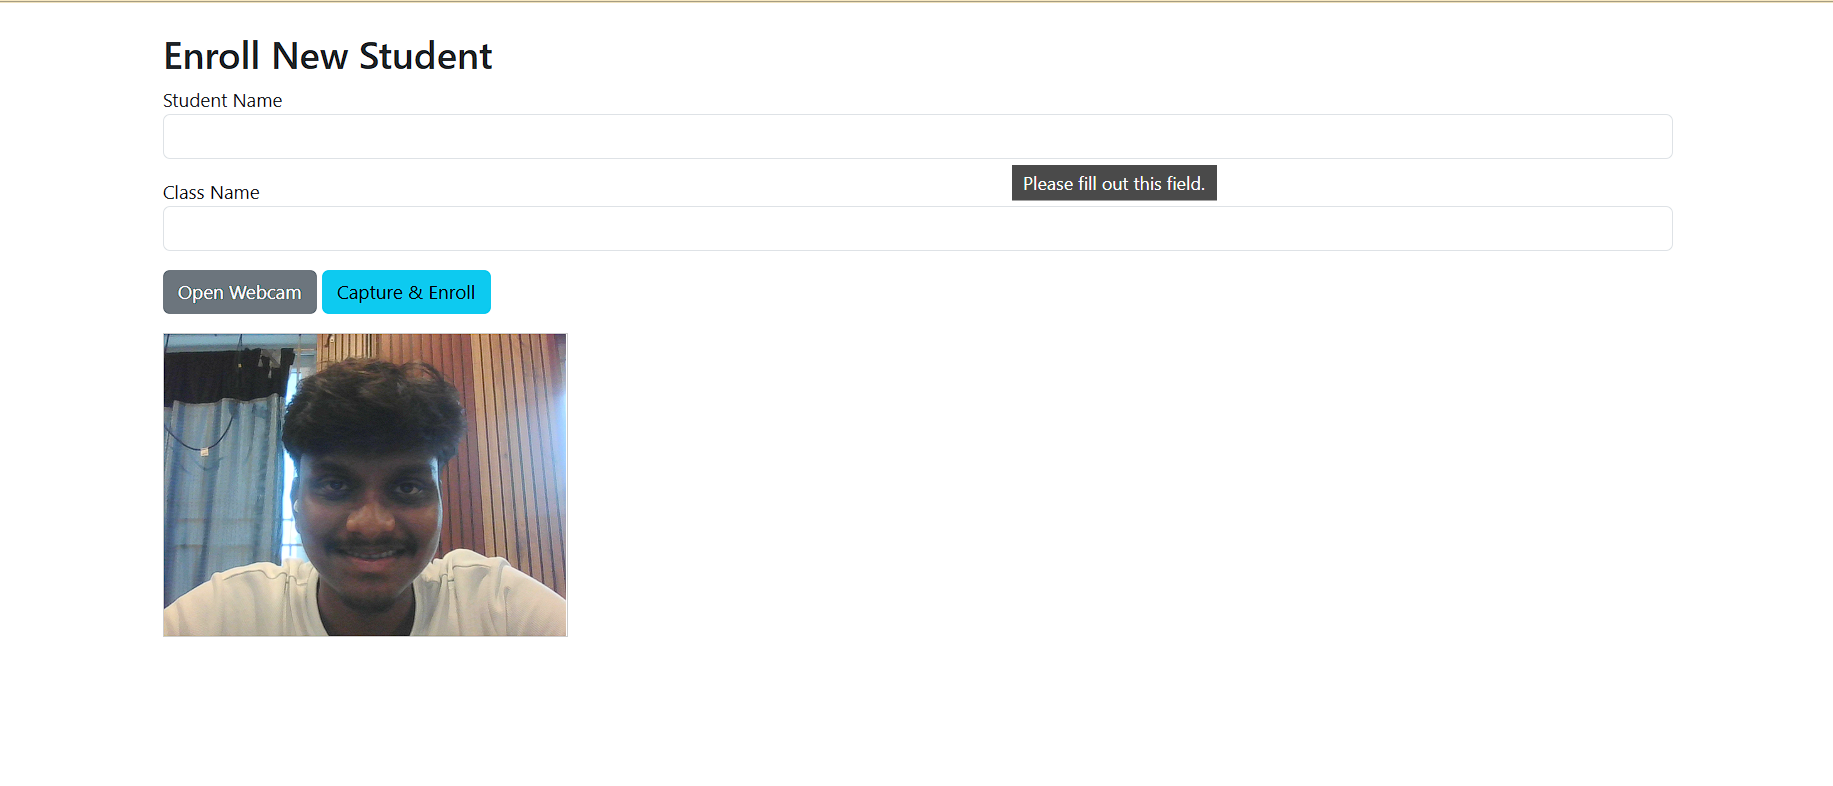 Enroll New Student
Student Name
Please fill out this field.
Class Name
Open Webcam
Capture & Enroll